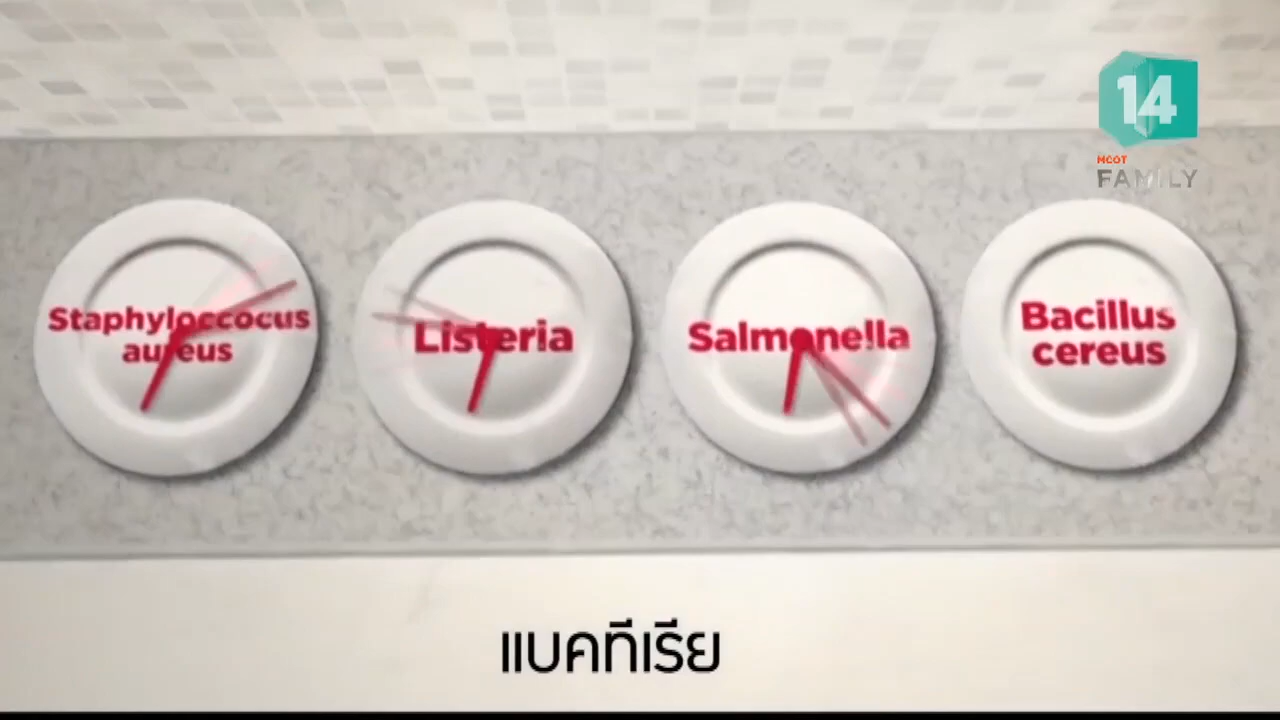 14
MCOT
FAMILY
Staphyloccocus
aureus
Listeria
Salmonella
Bacillus
cereus
แบคทีเรีย